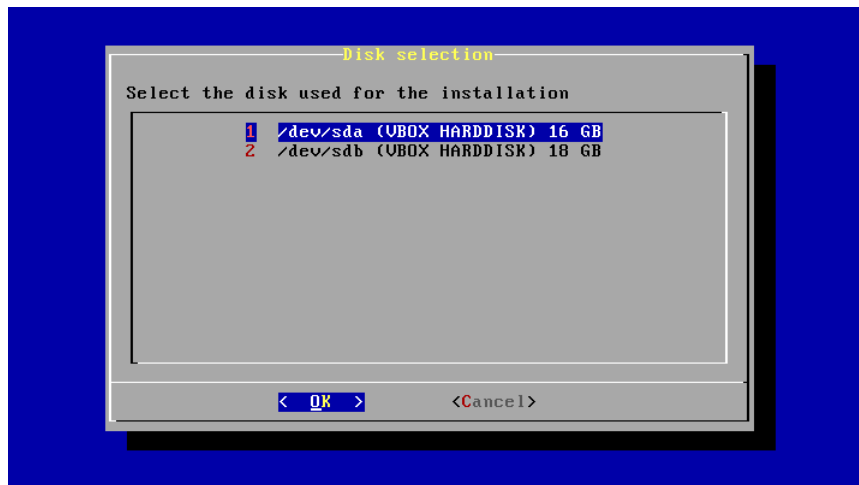 Disk selection
Select the disk used for the installation
1 /dev/sda (VBOX HARDDISK) 16 GB
2 /dev/sdb (VBOX HARDDISK) 18 GB
< OK > <Cancel>